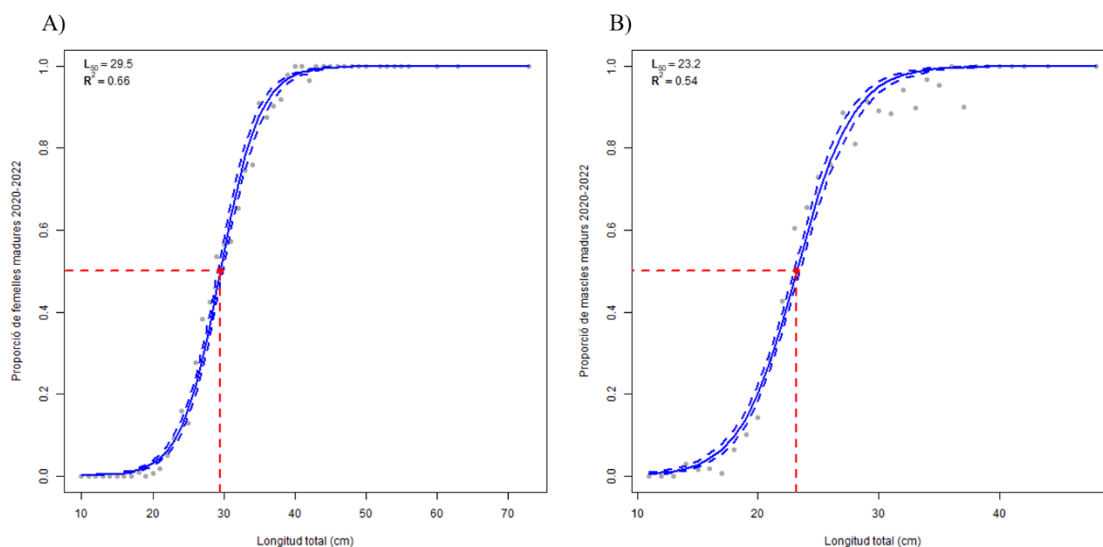 A)
L50 = 29.5
R2 = 0.66
Proporció de femelles madures 2020-2022
1.0
0.8
0.6
0.4
0.2
0.0
10 20 30 40 50 60 70
Longitud total (cm)
B)
L50 = 23.2
R2 = 0.54
Proporció de mascles madurs 2020-2022
1.0
0.8
0.6
0.4
0.2
0.0
10 20 30 40
Longitud total (cm)